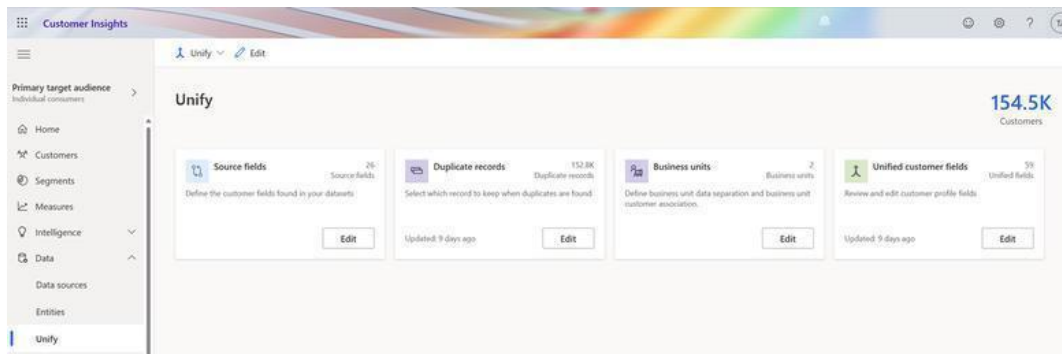 Customer Insights
?
Unify
Edit
Primary target audience
Individual consumers
Home
Customers
Segments
Measures
Intelligence
Data
Data sources
Entities
Unify
Unify
154.5K
Customers
Source fields
26
Source fields
Define the customer fields found in your datasets
Edit
Duplicate records
152.8K
Duplicate records
Select which record to keep when duplicates are found
Updated: 9 days ago
Edit
Business units
2
Business units
Define business unit data separation and business unit
customer association.
Edit
Unified customer fields
59
Unified fields
Review and edit customer profile fields
Updated: 9 days ago
Edit